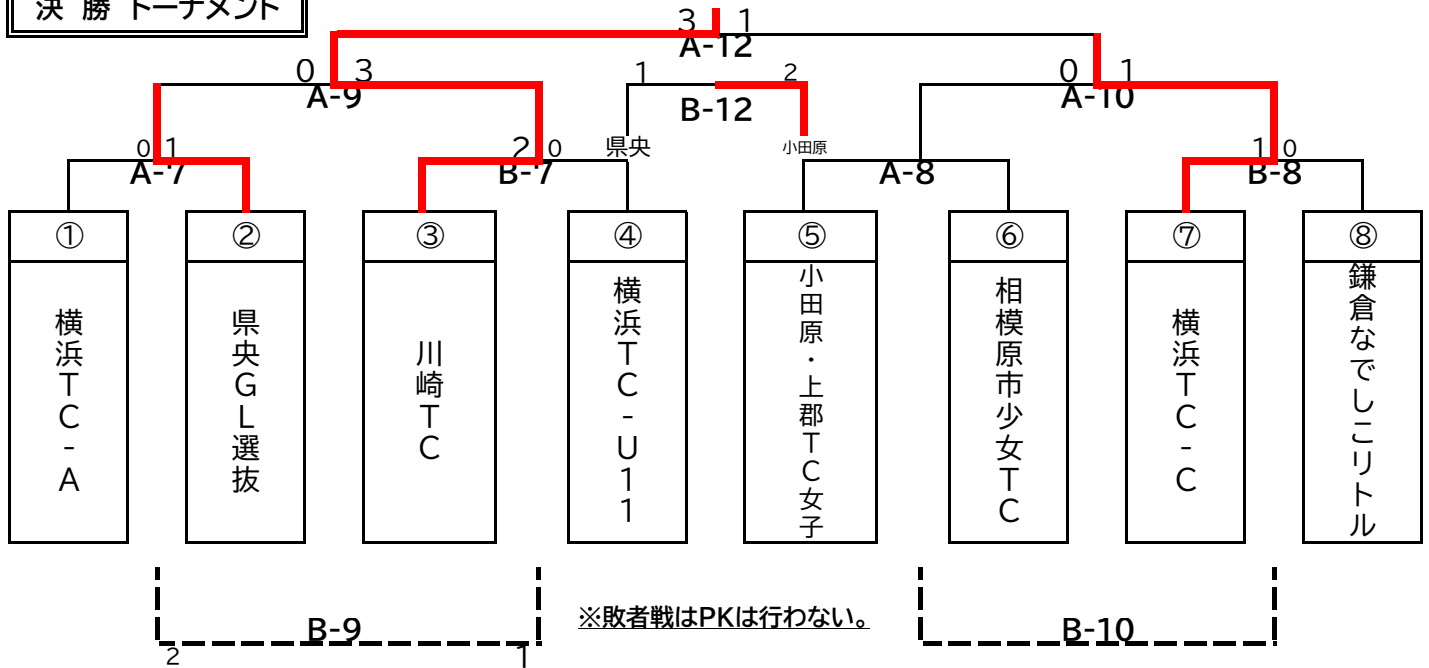 決 勝 トーナメント
3 1
A-12
0 3
A-9
1 2
B-12
0 1
A-10
0 1
A-7
2 0
B-7
県央
小田原
A-8
1 0
B-8
①
②
③
④
⑤
⑥
⑦
⑧
横浜TC-A
県央GL選抜
川崎TC
横浜TC-U11
小田原・上郡TC女子
相模原市少女TC
横浜TC-C
鎌倉なでしこリトル
B-9
2 1
※敗者戦はPKは行わない。
B-10